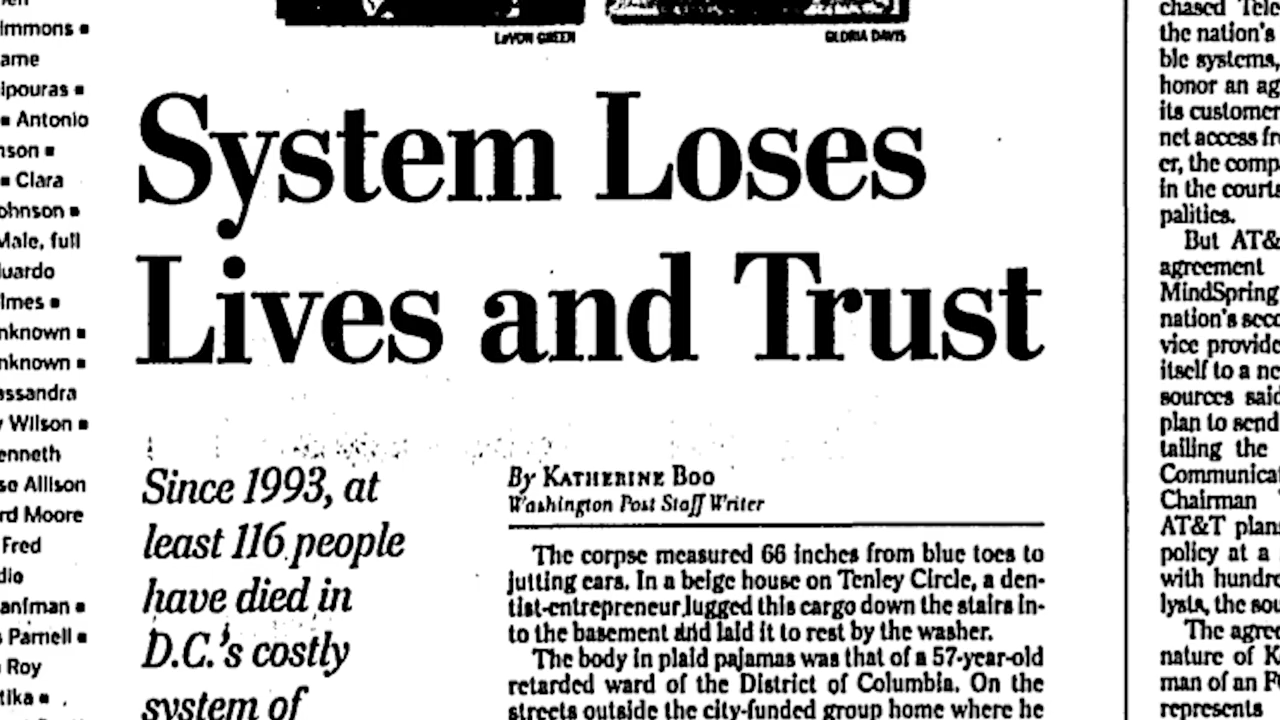 LeVON GREEN
GLORIA DAVIS
System Loses
Lives and Trust
Since 1993, at
least 116 people
have died in
D.C.'s costly
system of
By KATHERINE BOO
Washington Post Staff Writer
The corpse measured 66 inches from blue toes to
jutting ears. In a beige house on Tenley Circle, a den-
tist-entrepreneur lugged this cargo down the stairs in-
to the basement and laid it to rest by the washer.
The body in plaid pajamas was that of a 57-year-old
retarded ward of the District of Columbia. On the
streets outside the city-funded group home where he
immons ▪
ame
ipouras ▪
▪ Antonio
nson ▪
▪ Clara
ohnson ▪
Male, full
uardo
lmes ▪
nknown ▪
nknown ▪
assandra
y Wilson ▪
enneth
se Allison
rd Moore
Fred
dio
anfman ▪
s Parnell ▪
Roy
tika ▪
chased Tele
the nation's
ble systems,
honor an ag
its customer
net access fr
er, the comp
in the courts
palities.
But AT&
agreement
MindSpring
nation's seco
vice provide
itself to a ne
sources said
plan to send
tailing the
Communicat
Chairman
AT&T plans
policy at a
with hundre
lysts, the sou
The agree
nature of K
man of an F
represents